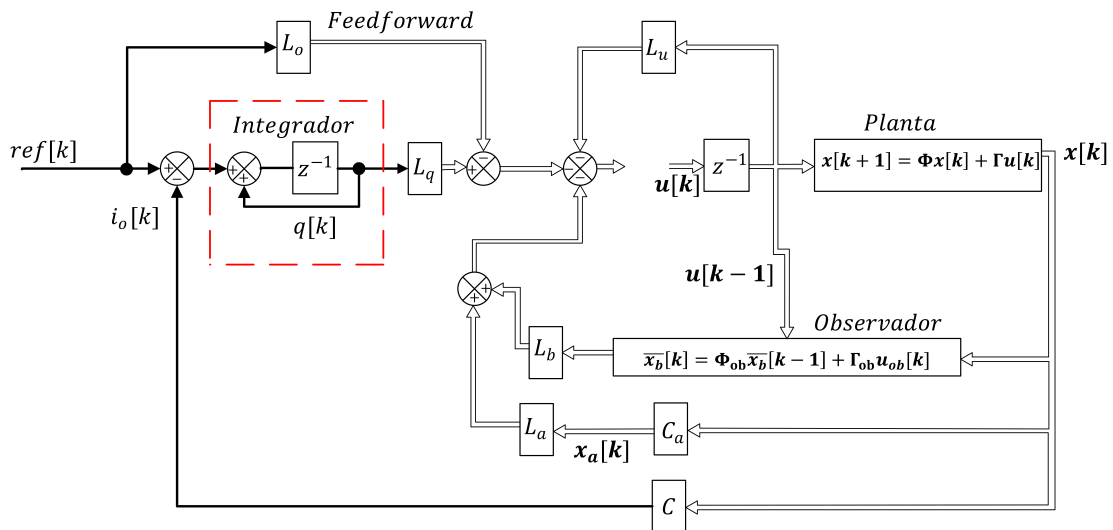 Feedforward
L_o
L_u
Integrador
Planta
ref[k]
z⁻¹
L_q
u[k]
z⁻¹
x[k + 1] = Φx[k] + Γu[k]
x[k]
i_o[k]
q[k]
u[k − 1]
Observador
L_b
x̄_b[k] = Φ_ob x̄_b[k − 1] + Γ_ob u_ob[k]
L_a
x_a[k]
C_a
C